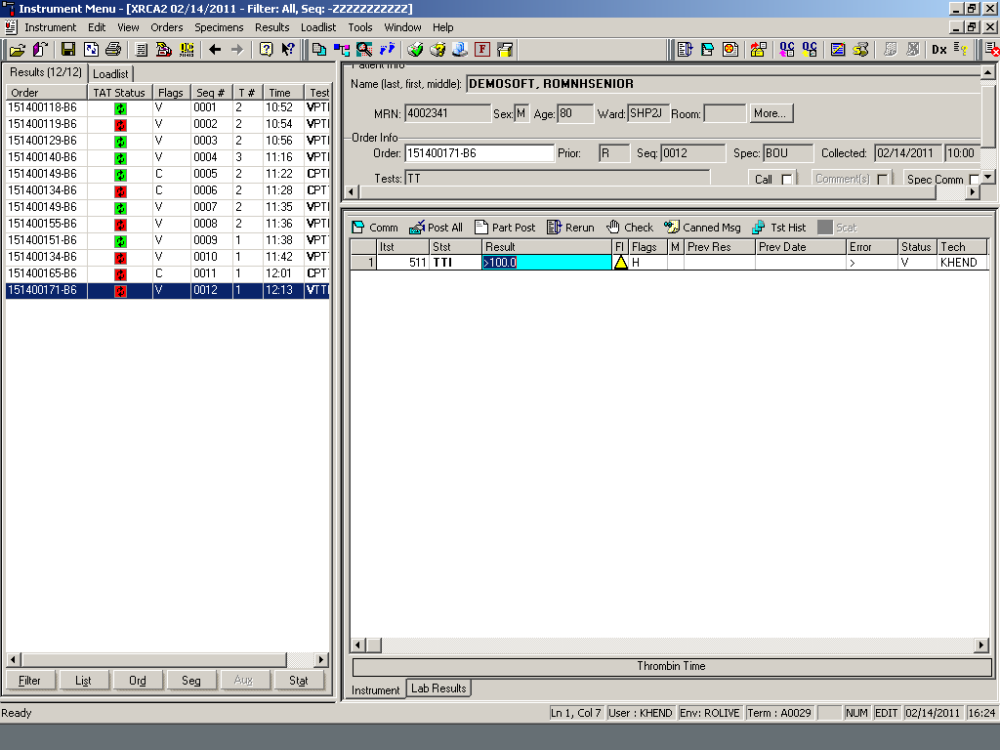 Instrument Menu - [XRCA2 02/14/2011 - Filter: All, Seq: -ZZZZZZZZZZZ]
Instrument Edit View Orders Specimens Results Loadlist Tools Window Help
QC QC Dx
Results (12/12) Loadlist
Order TAT Status Flags Seq # T # Time Test
151400118-B6 V 0001 2 10:52 VPTI
151400119-B6 V 0002 2 10:54 VPTI
151400129-B6 V 0003 2 10:56 VPTI
151400140-B6 V 0004 3 11:16 VPTI
151400149-B6 C 0005 2 11:22 CPTI
151400134-B6 C 0006 2 11:28 CPTI
151400149-B6 V 0007 2 11:35 VPTI
151400155-B6 V 0008 2 11:36 VPTI
151400151-B6 V 0009 1 11:38 VPT
151400134-B6 V 0010 1 11:42 VPT
151400165-B6 C 0011 1 12:01 CPT
151400171-B6 V 0012 1 12:13 VTTI
Filter List Ord Seg Aux Stat
Patient Info
Name (last, first, middle): DEMOSOFT, ROMNHSENIOR
MRN: 4002341 Sex: M Age: 80 Ward: SHP2J Room: More...
Order Info
Order: 151400171-B6 Prior: R Seq: 0012 Spec: BOU Collected: 02/14/2011 10:00
Tests: TT Call Comment(s) Spec Comm
Comm Post All Part Post Rerun Check Canned Msg Tst Hist Scat
Itst Stst Result Fl Flags M Prev Res Prev Date Error Status Tech
1 511 TTI >100.0 H > V KHEND
Thrombin Time
Instrument Lab Results
Ready Ln 1, Col 7 User : KHEND Env: ROLIVE Term : A0029 NUM EDIT 02/14/2011 16:24